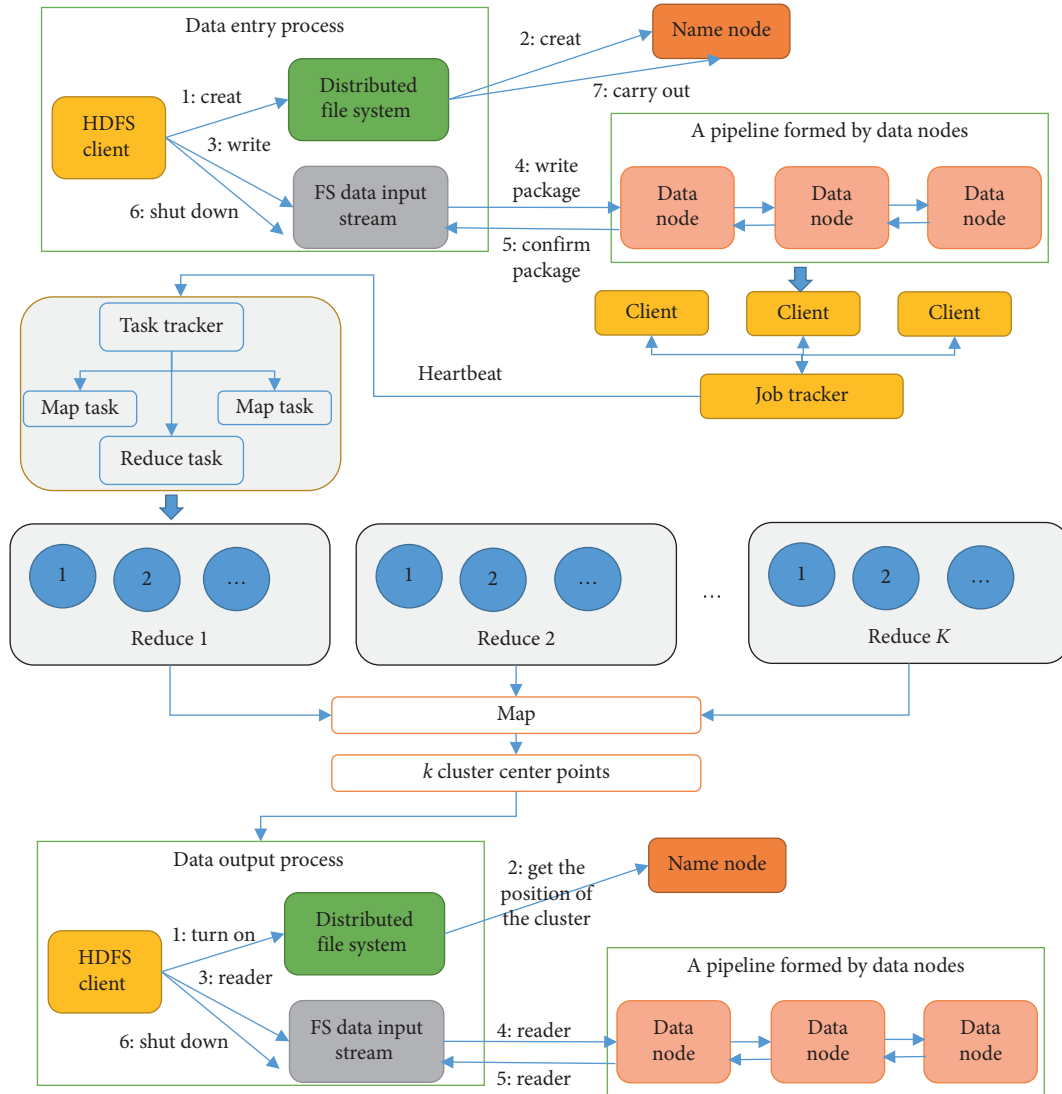 Data entry process
2: creat
Name node
Distributed
file system
1: creat
7: carry out
HDFS
client
3: write
A pipeline formed by data nodes
4: write
package
FS data input
stream
6: shut down
5: confirm
package
Data
node
Data
node
Data
node
Client
Client
Client
Task tracker
Heartbeat
Job tracker
Map task
Map task
Reduce task
1
2
...
Reduce 1
1
2
...
Reduce 2
...
1
2
...
Reduce K
Map
k cluster center points
Data output process
2: get the
position of
the cluster
Name node
Distributed
file system
1: turn on
HDFS
client
3: reader
A pipeline formed by data nodes
FS data input
stream
6: shut down
4: reader
5: reader
Data
node
Data
node
Data
node